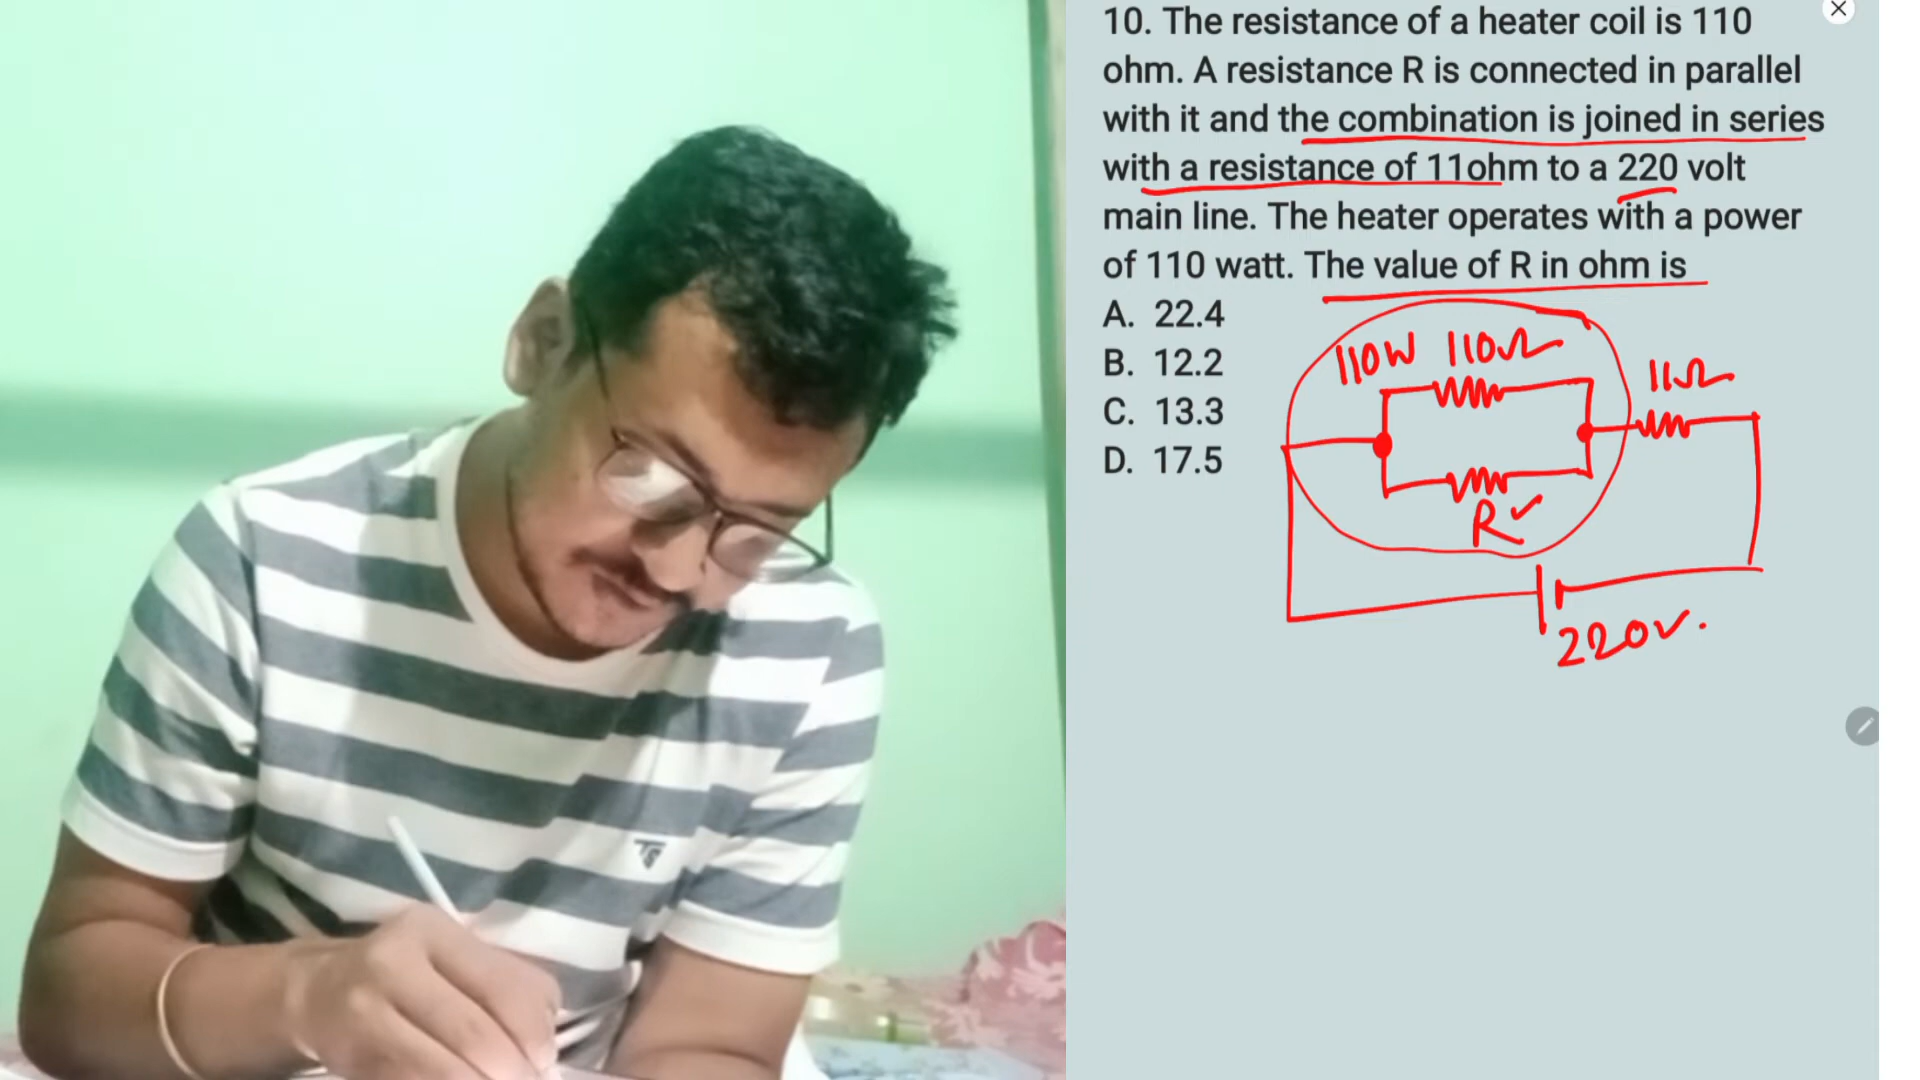 10. The resistance of a heater coil is 110
ohm. A resistance R is connected in parallel
with it and the combination is joined in series
with a resistance of 11ohm to a 220 volt
main line. The heater operates with a power
of 110 watt. The value of R in ohm is
A. 22.4
B. 12.2
C. 13.3
D. 17.5
110W 110Ω
11Ω
R
220V.
TS